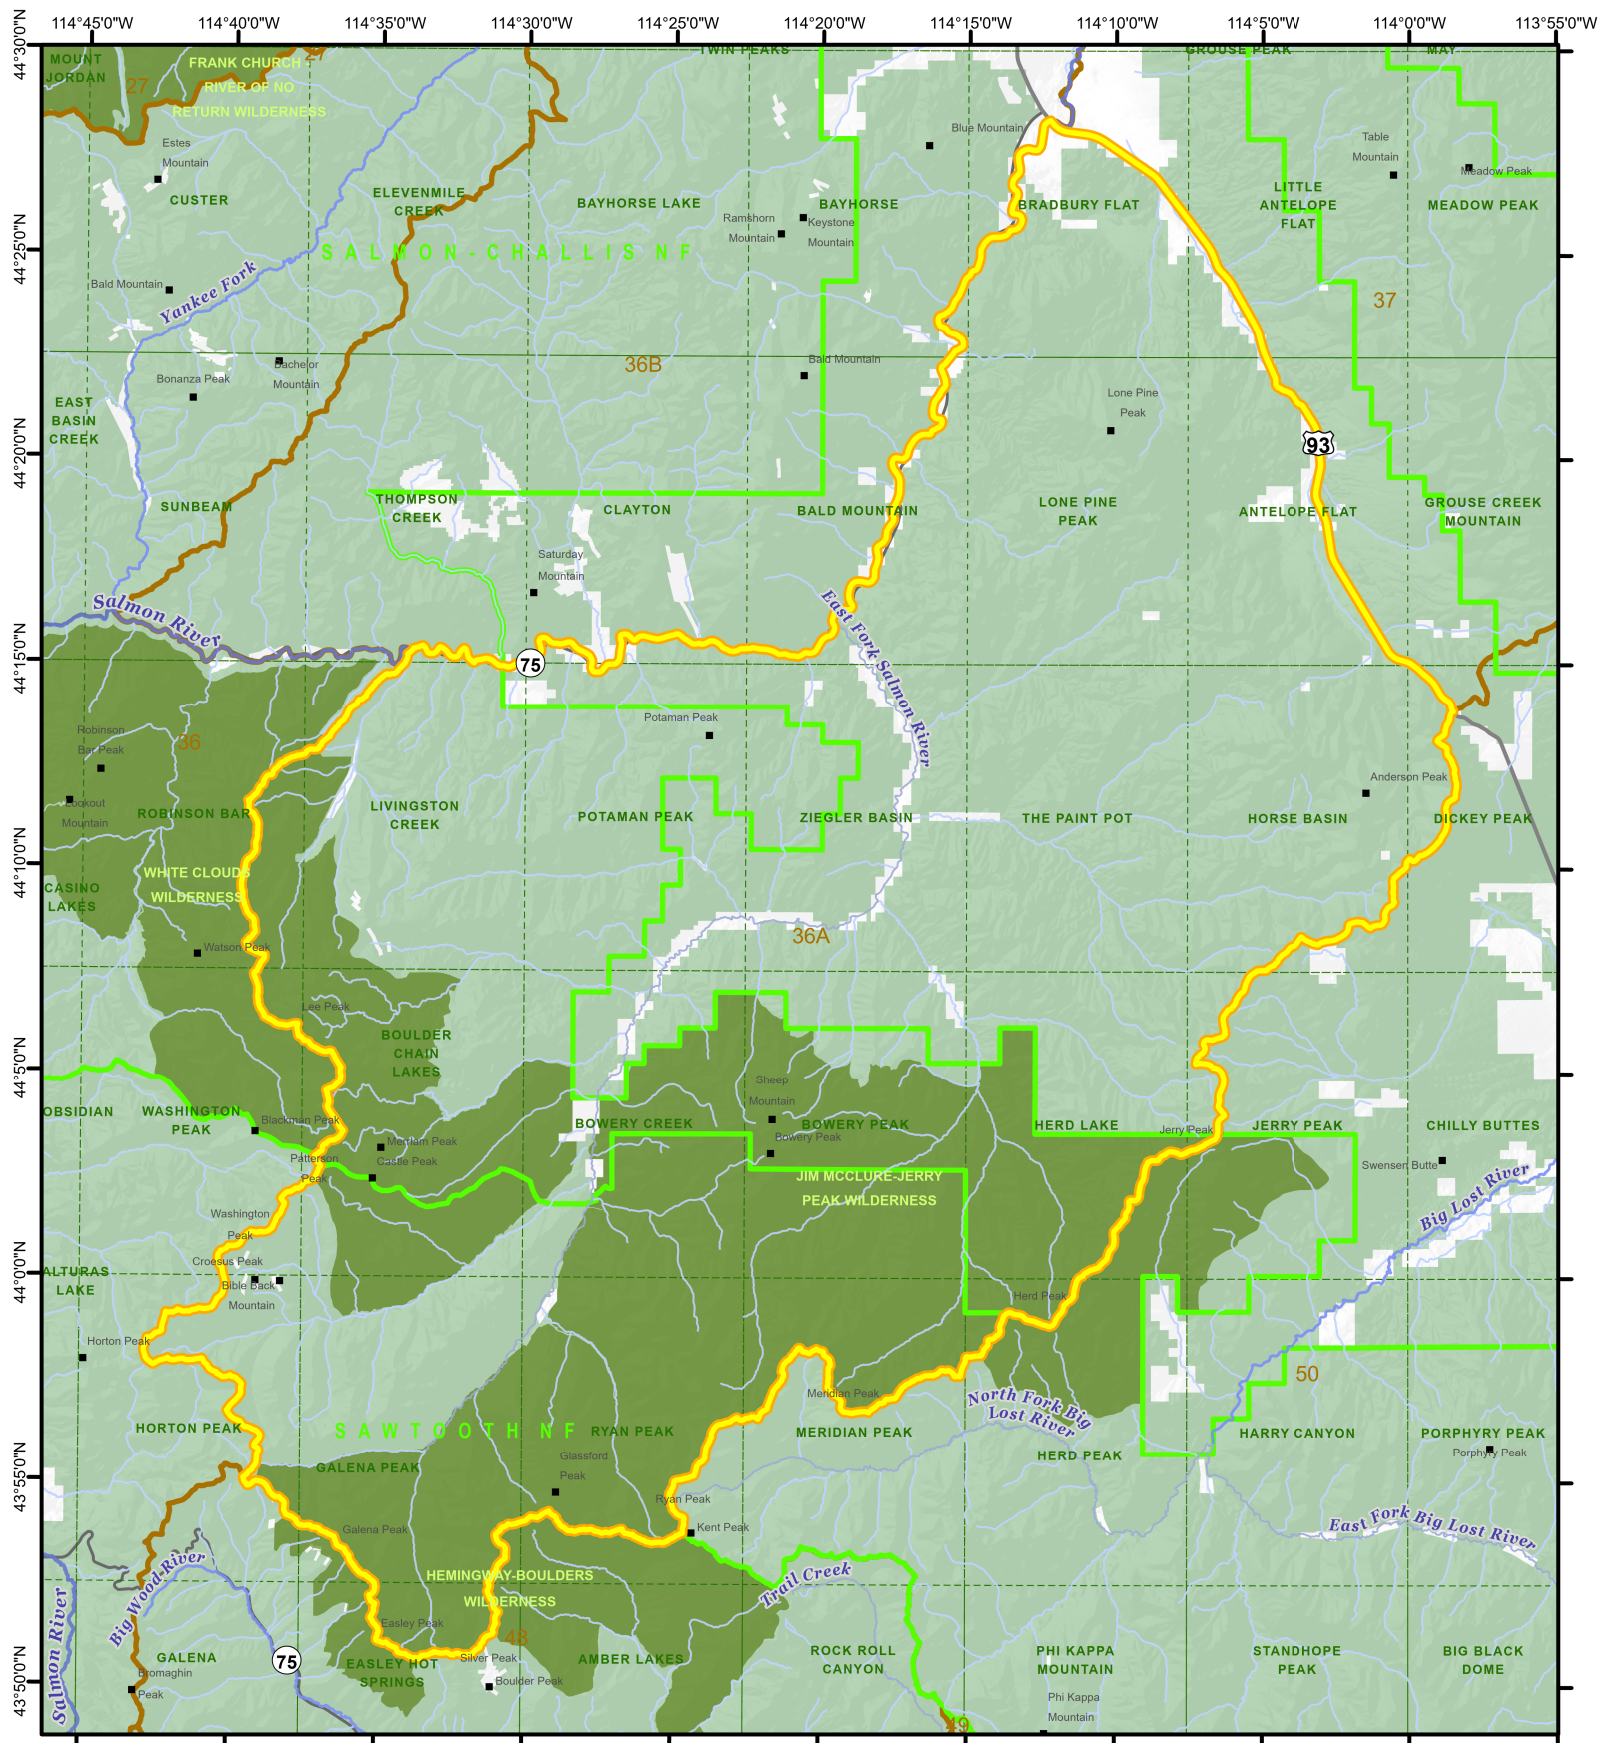 114°45'0"W 114°40'0"W 114°35'0"W 114°30'0"W 114°25'0"W 114°20'0"W 114°15'0"W 114°10'0"W 114°5'0"W 114°0'0"W 113°55'0"W
44°30'0"N
44°25'0"N
44°20'0"N
44°15'0"N
44°10'0"N
44°5'0"N
44°0'0"N
43°55'0"N
43°50'0"N
MOUNT
JORDAN
27
27
FRANK CHURCH -
RIVER OF NO
RETURN WILDERNESS
TWIN PEAKS
GROUSE PEAK
MAY
Estes
Mountain
CUSTER
ELEVENMILE
CREEK
BAYHORSE LAKE
Ramshorn
Mountain
Keystone
Mountain
BAYHORSE
Blue Mountain
BRADBURY FLAT
LITTLE
ANTELOPE
FLAT
Table
Mountain
Meadow Peak
MEADOW PEAK
SALMON-CHALLIS NF
Bald Mountain
Yankee Fork
37
36B
Bald Mountain
Bachelor
Mountain
Bonanza Peak
EAST
BASIN
CREEK
Lone Pine
Peak
93
SUNBEAM
THOMPSON
CREEK
CLAYTON
BALD MOUNTAIN
LONE PINE
PEAK
ANTELOPE FLAT
GROUSE CREEK
MOUNTAIN
Saturday
Mountain
Salmon River
East Fork Salmon River
75
Robinson
Bar Peak
36
Potaman Peak
Lookout
Mountain
ROBINSON BAR
LIVINGSTON
CREEK
POTAMAN PEAK
ZIEGLER BASIN
THE PAINT POT
HORSE BASIN
Anderson Peak
DICKEY PEAK
WHITE CLOUDS
WILDERNESS
CASINO
LAKES
Watson Peak
36A
Lee Peak
BOULDER
CHAIN
LAKES
OBSIDIAN
WASHINGTON
PEAK
Blackman Peak
Merriam Peak
Castle Peak
Patterson
Peak
BOWERY CREEK
Sheep
Mountain
BOWERY PEAK
Bowery Peak
HERD LAKE
Jerry Peak
JERRY PEAK
CHILLY BUTTES
Swensen Butte
Big Lost River
JIM MCCLURE-JERRY
PEAK WILDERNESS
Washington
Peak
Croesus Peak
Bible Back
Mountain
ALTURAS
LAKE
Herd Peak
Horton Peak
50
Meridian Peak
North Fork Big
Lost River
HORTON PEAK
SAWTOOTH NF
RYAN PEAK
MERIDIAN PEAK
HERD PEAK
HARRY CANYON
PORPHYRY PEAK
Porphyry Peak
GALENA PEAK
Glassford
Peak
Ryan Peak
Galena Peak
Kent Peak
East Fork Big Lost River
Big Wood River
HEMINGWAY-BOULDERS
WILDERNESS
Trail Creek
Salmon River
Easley Peak
48
GALENA
75
EASLEY HOT
SPRINGS
Silver Peak
Boulder Peak
AMBER LAKES
ROCK ROLL
CANYON
PHI KAPPA
MOUNTAIN
STANDHOPE
PEAK
BIG BLACK
DOME
Bromaghin
Peak
Phi Kappa
Mountain
49